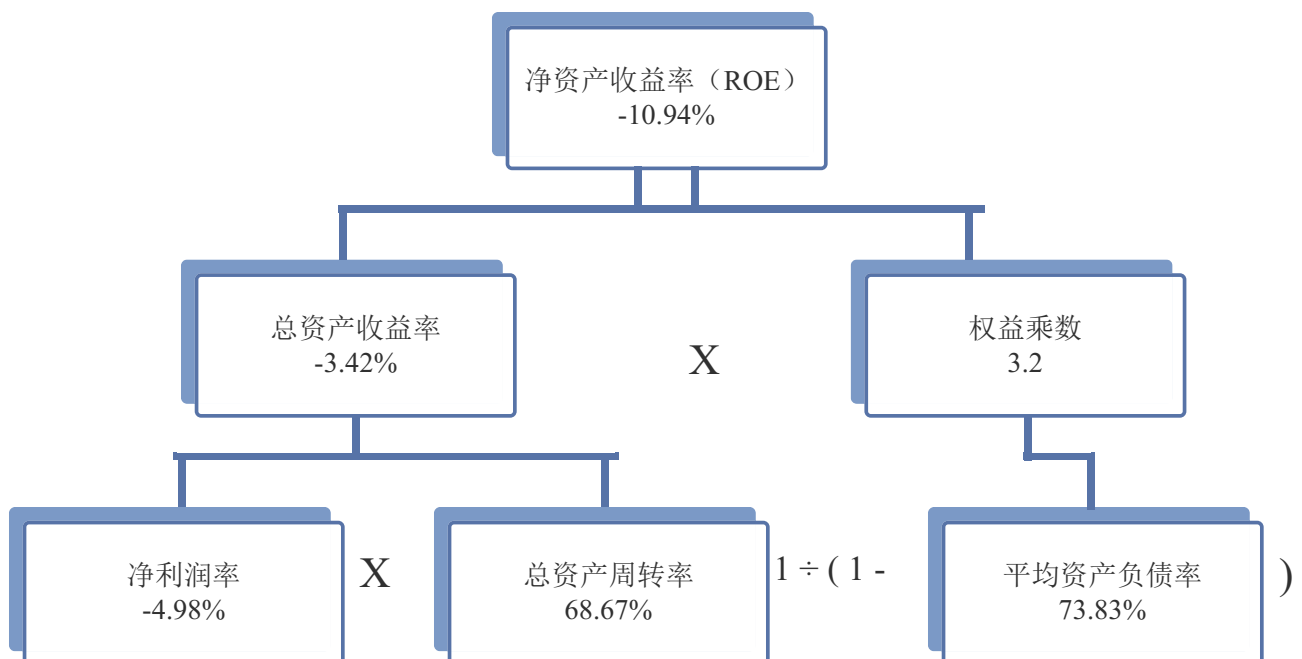 净资产收益率（ROE）
-10.94%
总资产收益率
-3.42%
X
权益乘数
3.2
净利润率
-4.98%
X
总资产周转率
68.67%
1 ÷ ( 1 -
平均资产负债率
73.83%
)